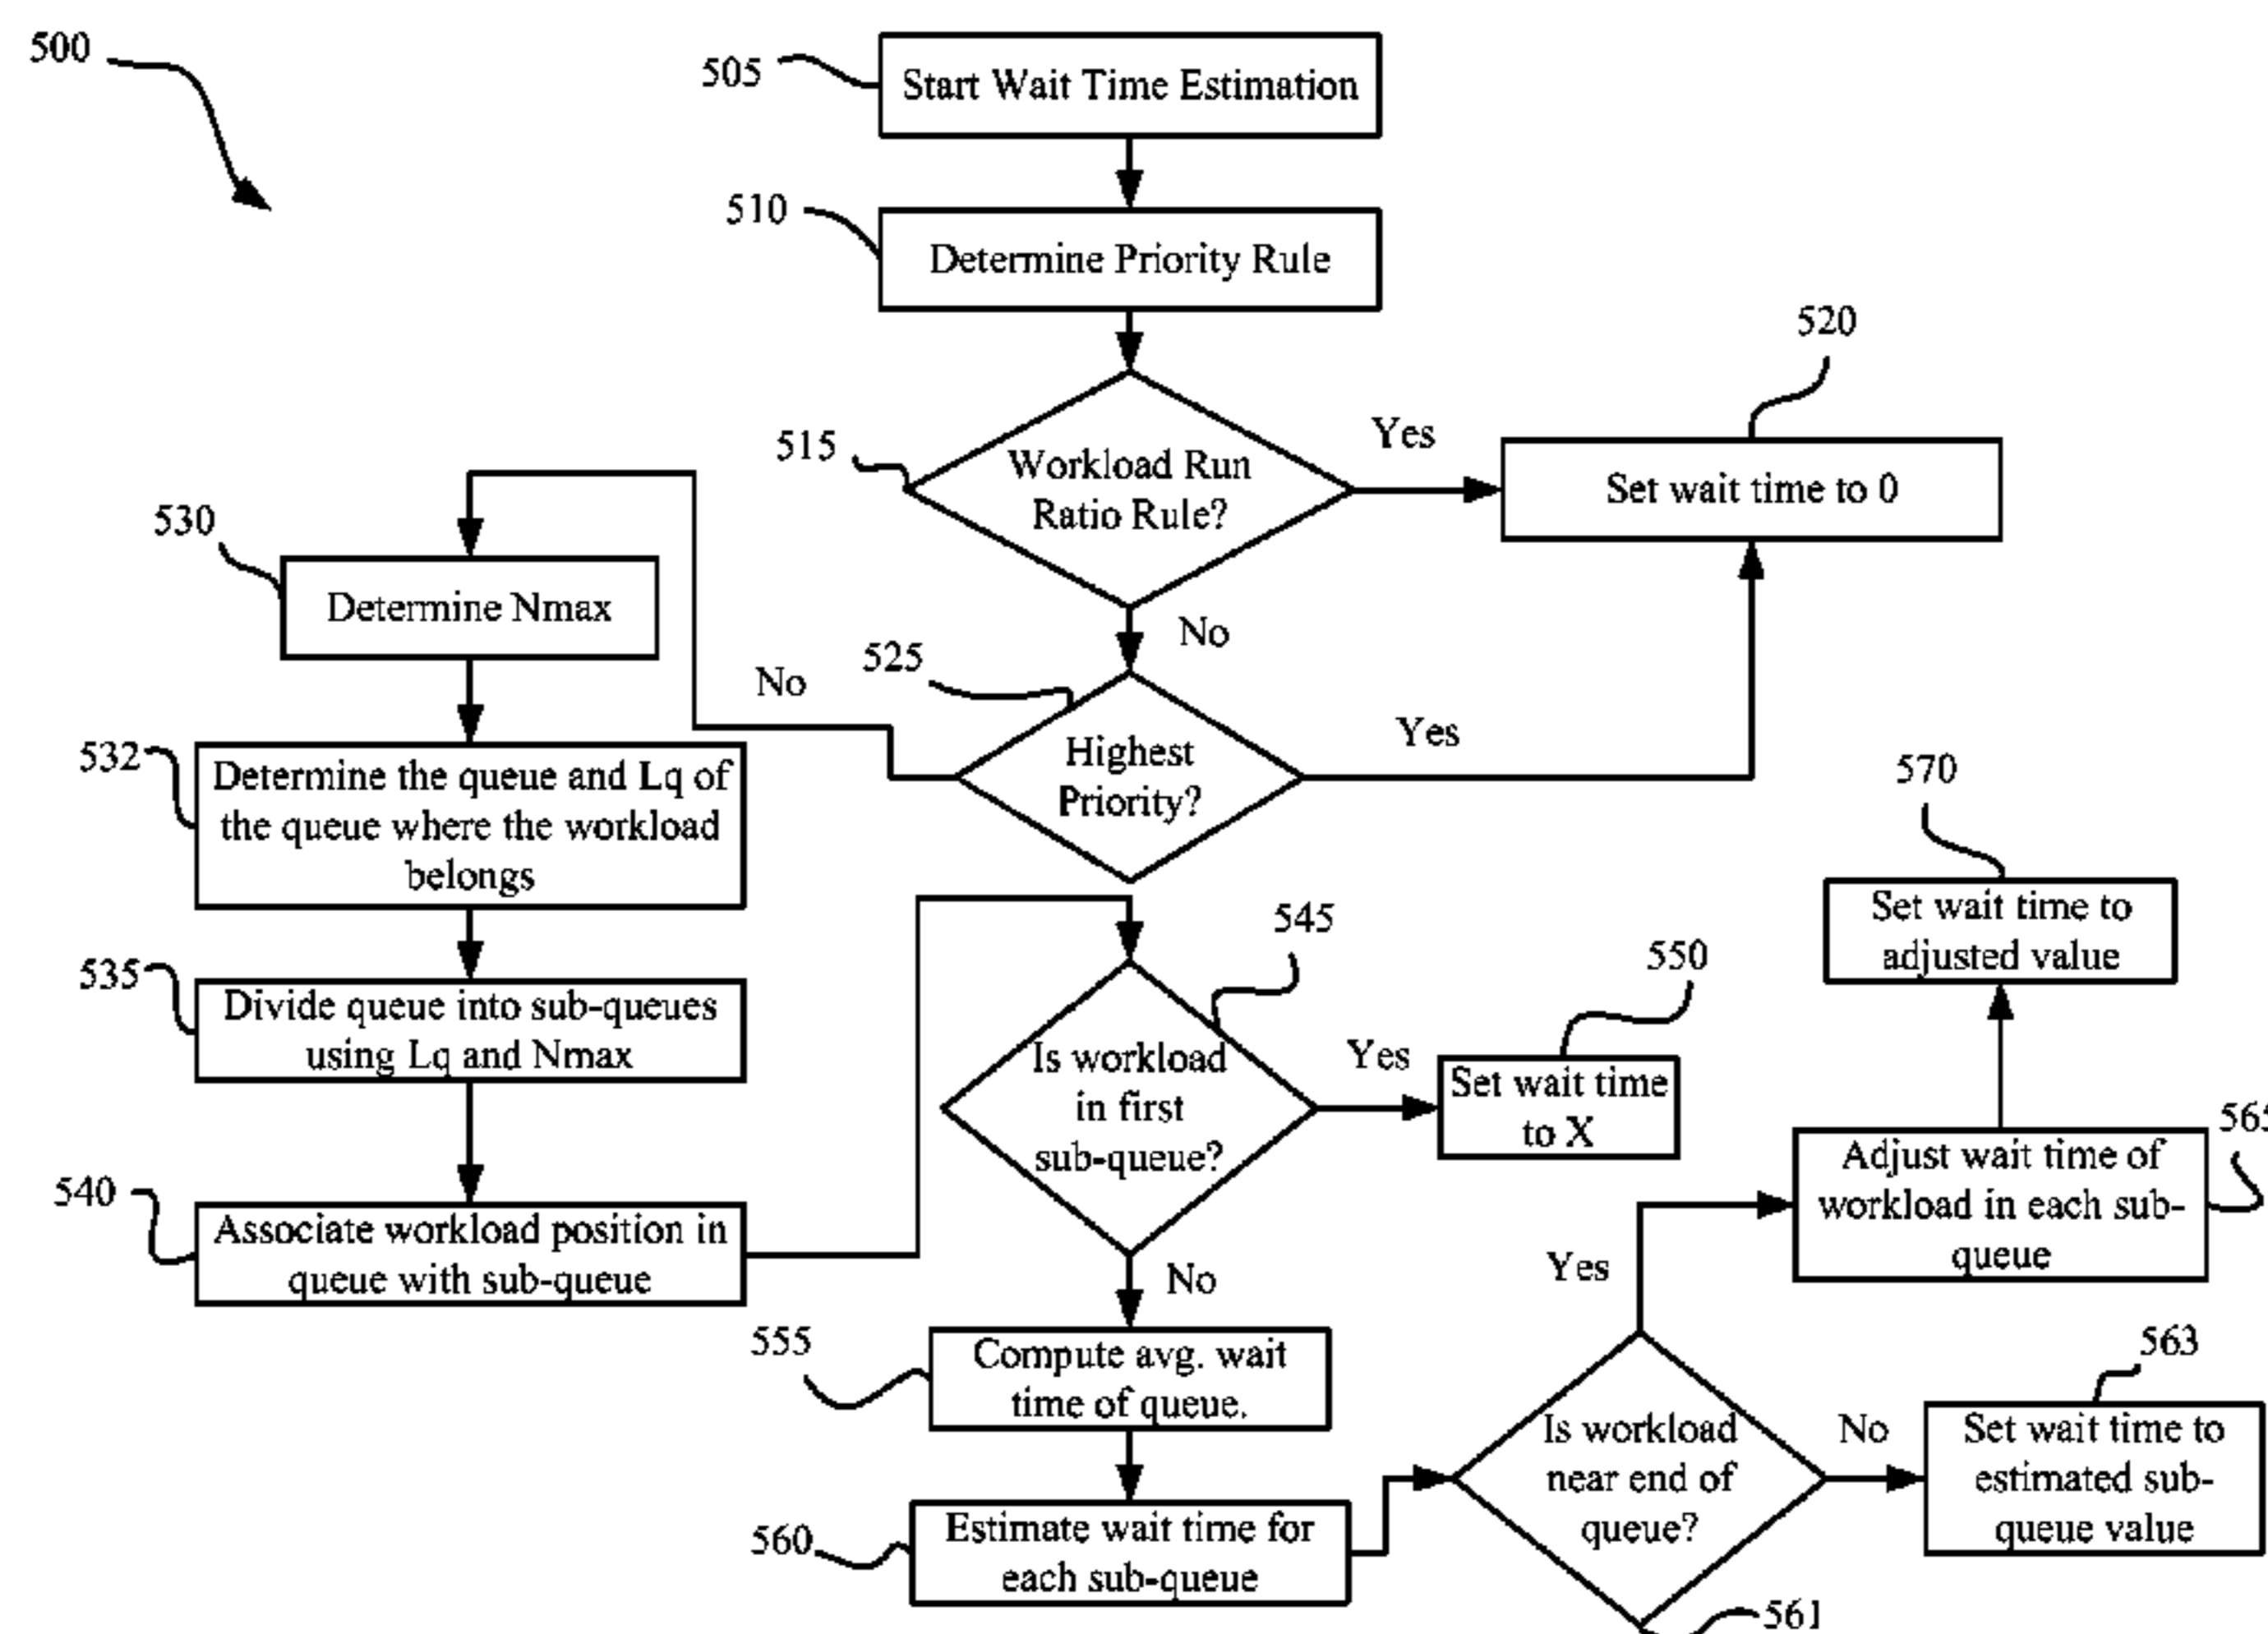 500
505
Start Wait Time Estimation
510
Determine Priority Rule
520
515
Workload Run
Ratio Rule?
Yes
Set wait time to 0
530
Determine Nmax
No
525
No
Highest
Priority?
Yes
532
Determine the queue and Lq of
the queue where the workload
belongs
570
Set wait time to
adjusted value
535
Divide queue into sub-queues
using Lq and Nmax
545
Is workload
in first
sub-queue?
Yes
550
Set wait time
to X
565
Adjust wait time of
workload in each sub-
queue
540
Associate workload position in
queue with sub-queue
No
Yes
555
Compute avg. wait
time of queue.
563
Is workload
near end of
queue?
No
Set wait time to
estimated sub-
queue value
560
Estimate wait time for
each sub-queue
561